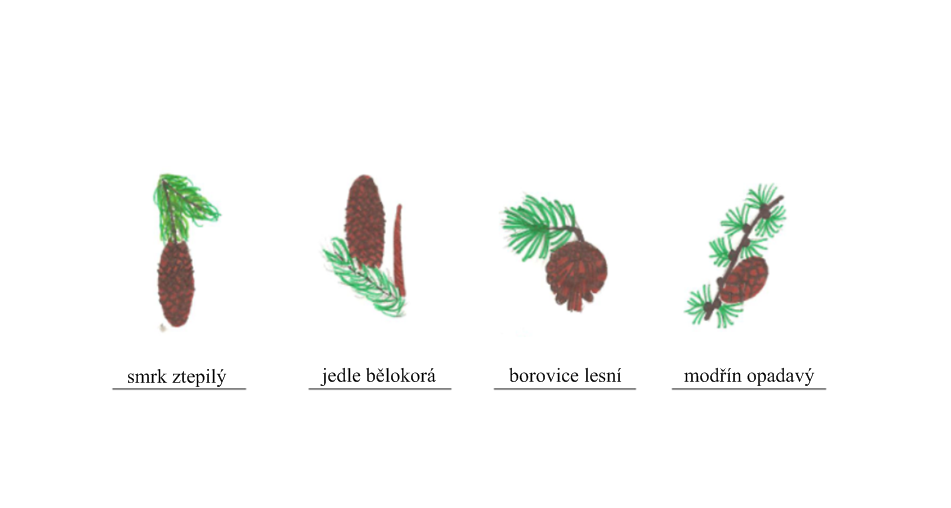 smrk ztepilý
jedle bělokorá
borovice lesní
modřín opadavý